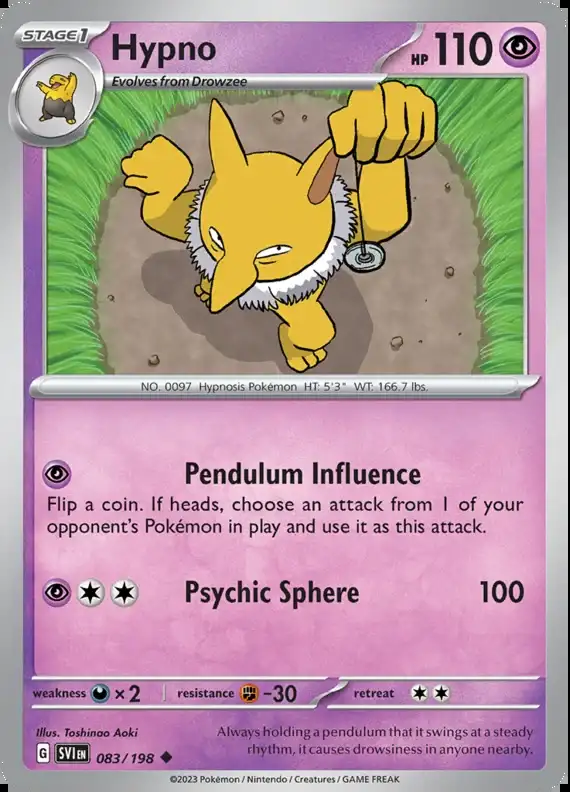 STAGE 1
Hypno
HP 110
Evolves from Drowzee
NO. 0097 Hypnosis Pokémon HT: 5'3" WT: 166.7 lbs.
Pendulum Influence
Flip a coin. If heads, choose an attack from 1 of your
opponent's Pokémon in play and use it as this attack.
Psychic Sphere 100
weakness ×2 resistance -30 retreat
Illus. Toshinao Aoki
Always holding a pendulum that it swings at a steady
rhythm, it causes drowsiness in anyone nearby.
G SVI EN 083/198
©2023 Pokémon / Nintendo / Creatures / GAME FREAK